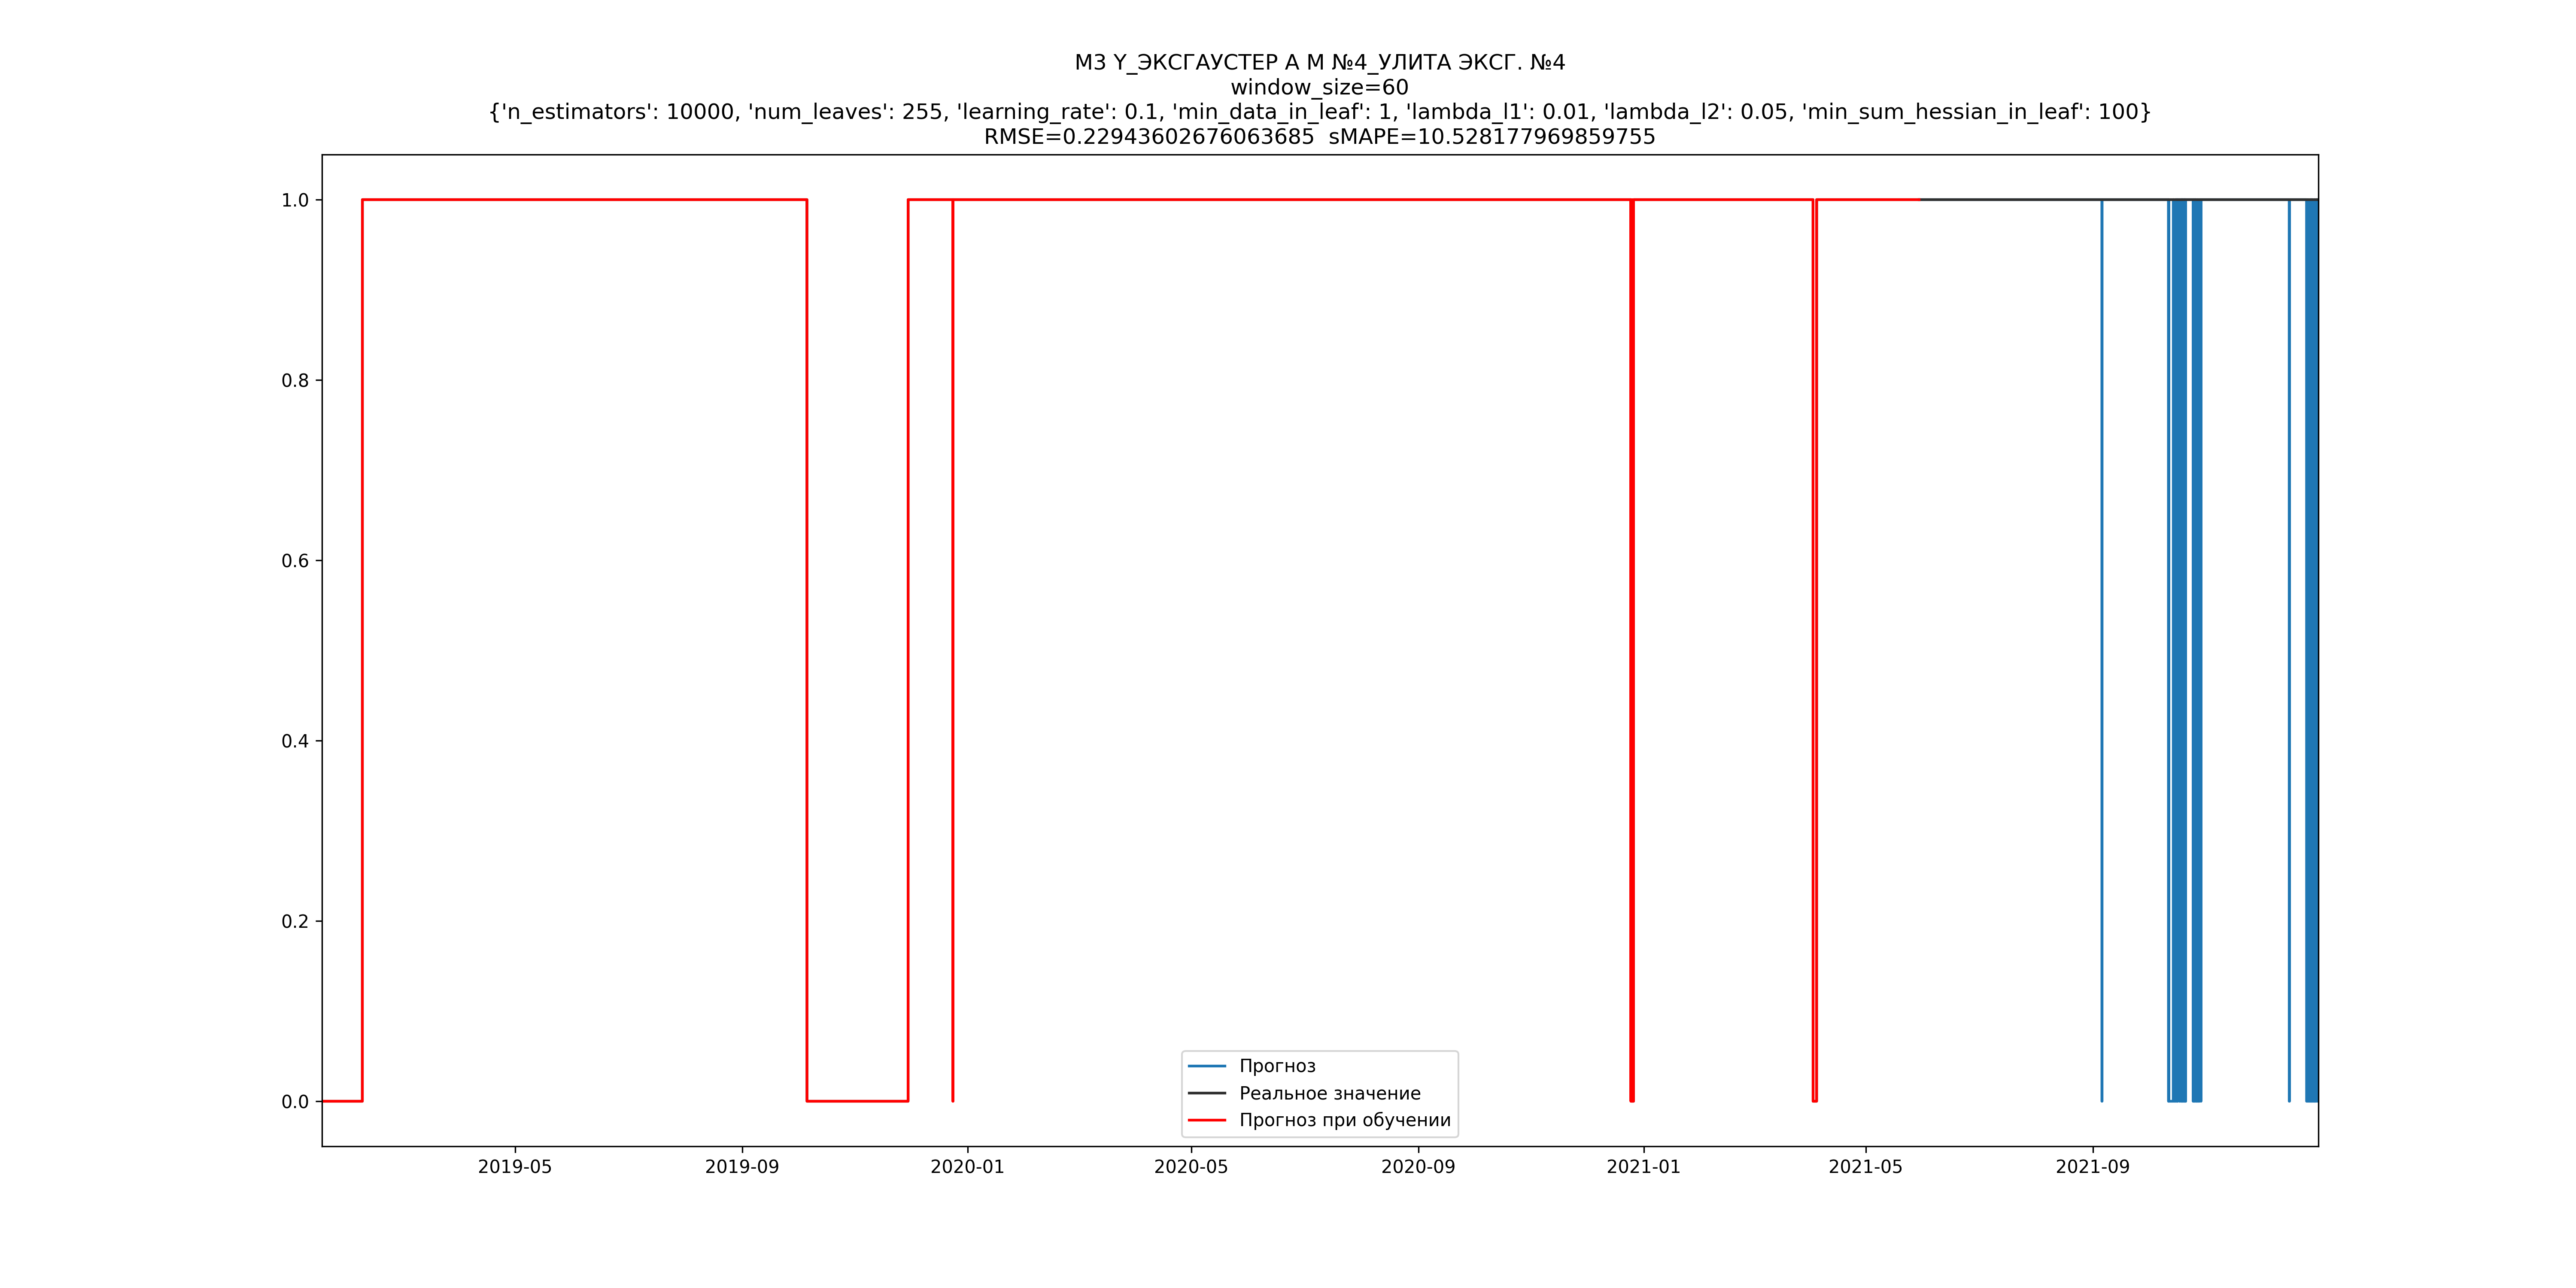 М3 Y_ЭКСГАУСТЕР А М №4_УЛИТА ЭКСГ. №4
window_size=60
{'n_estimators': 10000, 'num_leaves': 255, 'learning_rate': 0.1, 'min_data_in_leaf': 1, 'lambda_l1': 0.01, 'lambda_l2': 0.05, 'min_sum_hessian_in_leaf': 100}
RMSE=0.22943602676063685 sMAPE=10.528177969859755
1.0
0.8
0.6
0.4
0.2
0.0
Прогноз
Реальное значение
Прогноз при обучении
2019-05
2019-09
2020-01
2020-05
2020-09
2021-01
2021-05
2021-09